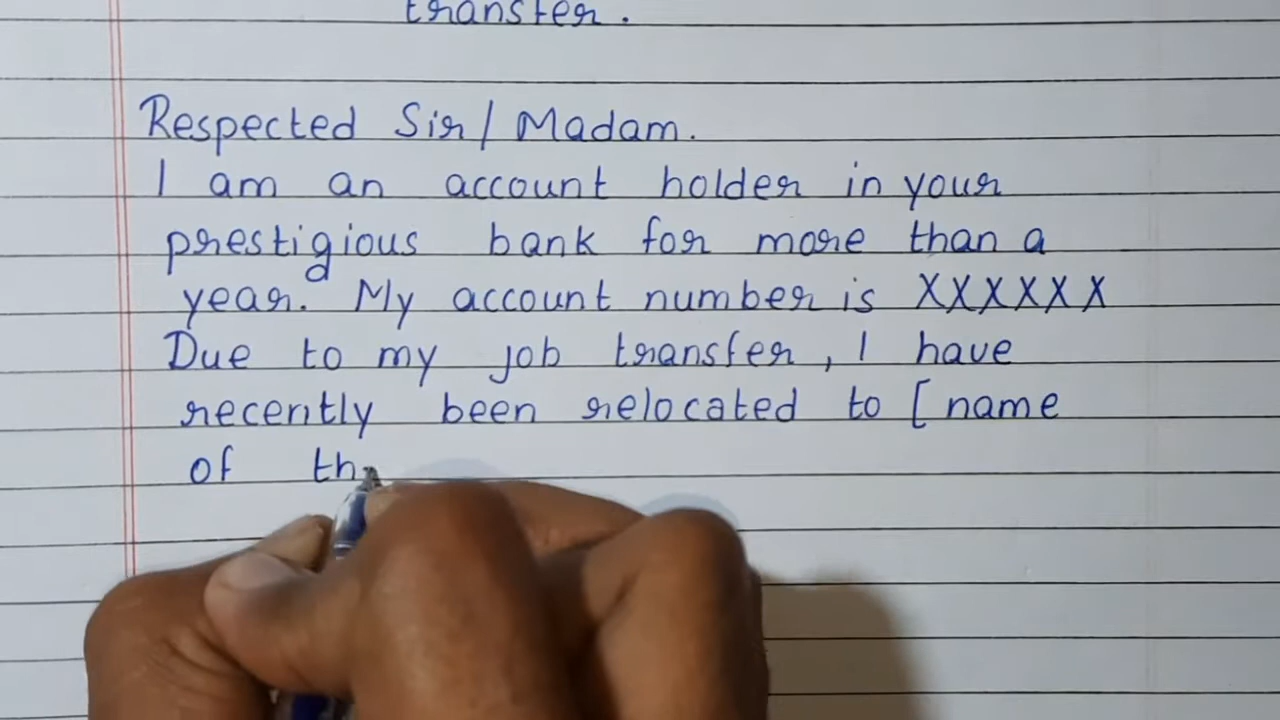 transfer.
Respected Sir/Madam.
I am an account holder in your
prestigious bank for more than a
year. My account number is XXXXXX
Due to my job transfer, I have
recently been relocated to [name
of th